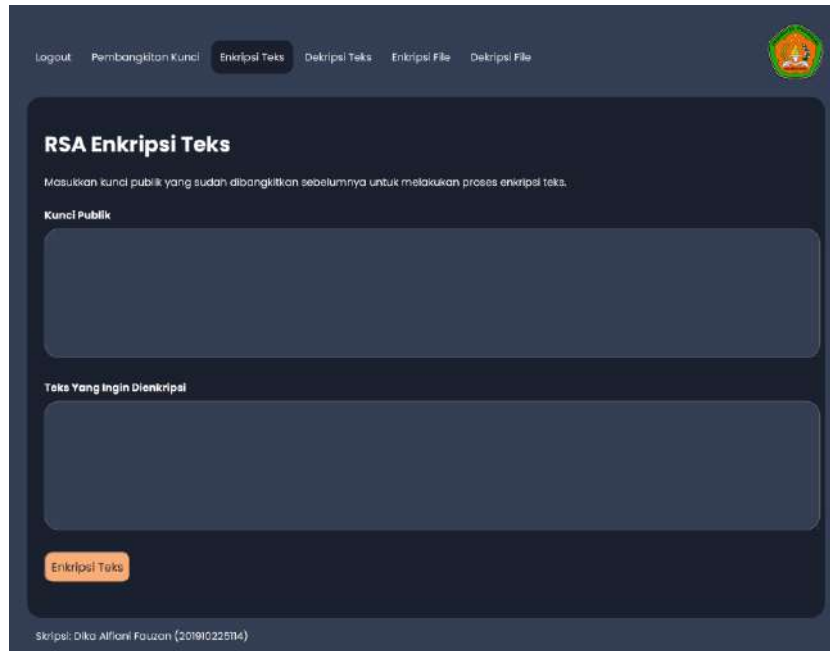 Logout Pembangkitan Kunci Enkripsi Teks Dekripsi Teks Enkripsi File Dekripsi File
RSA Enkripsi Teks
Masukkan kunci publik yang sudah dibangkitkan sebelumnya untuk melakukan proses enkripsi teks.
Kunci Publik
Teks Yang Ingin Dienkripsi
Enkripsi Teks
Skripsi: Dika Alfiani Fauzan (201910225114)